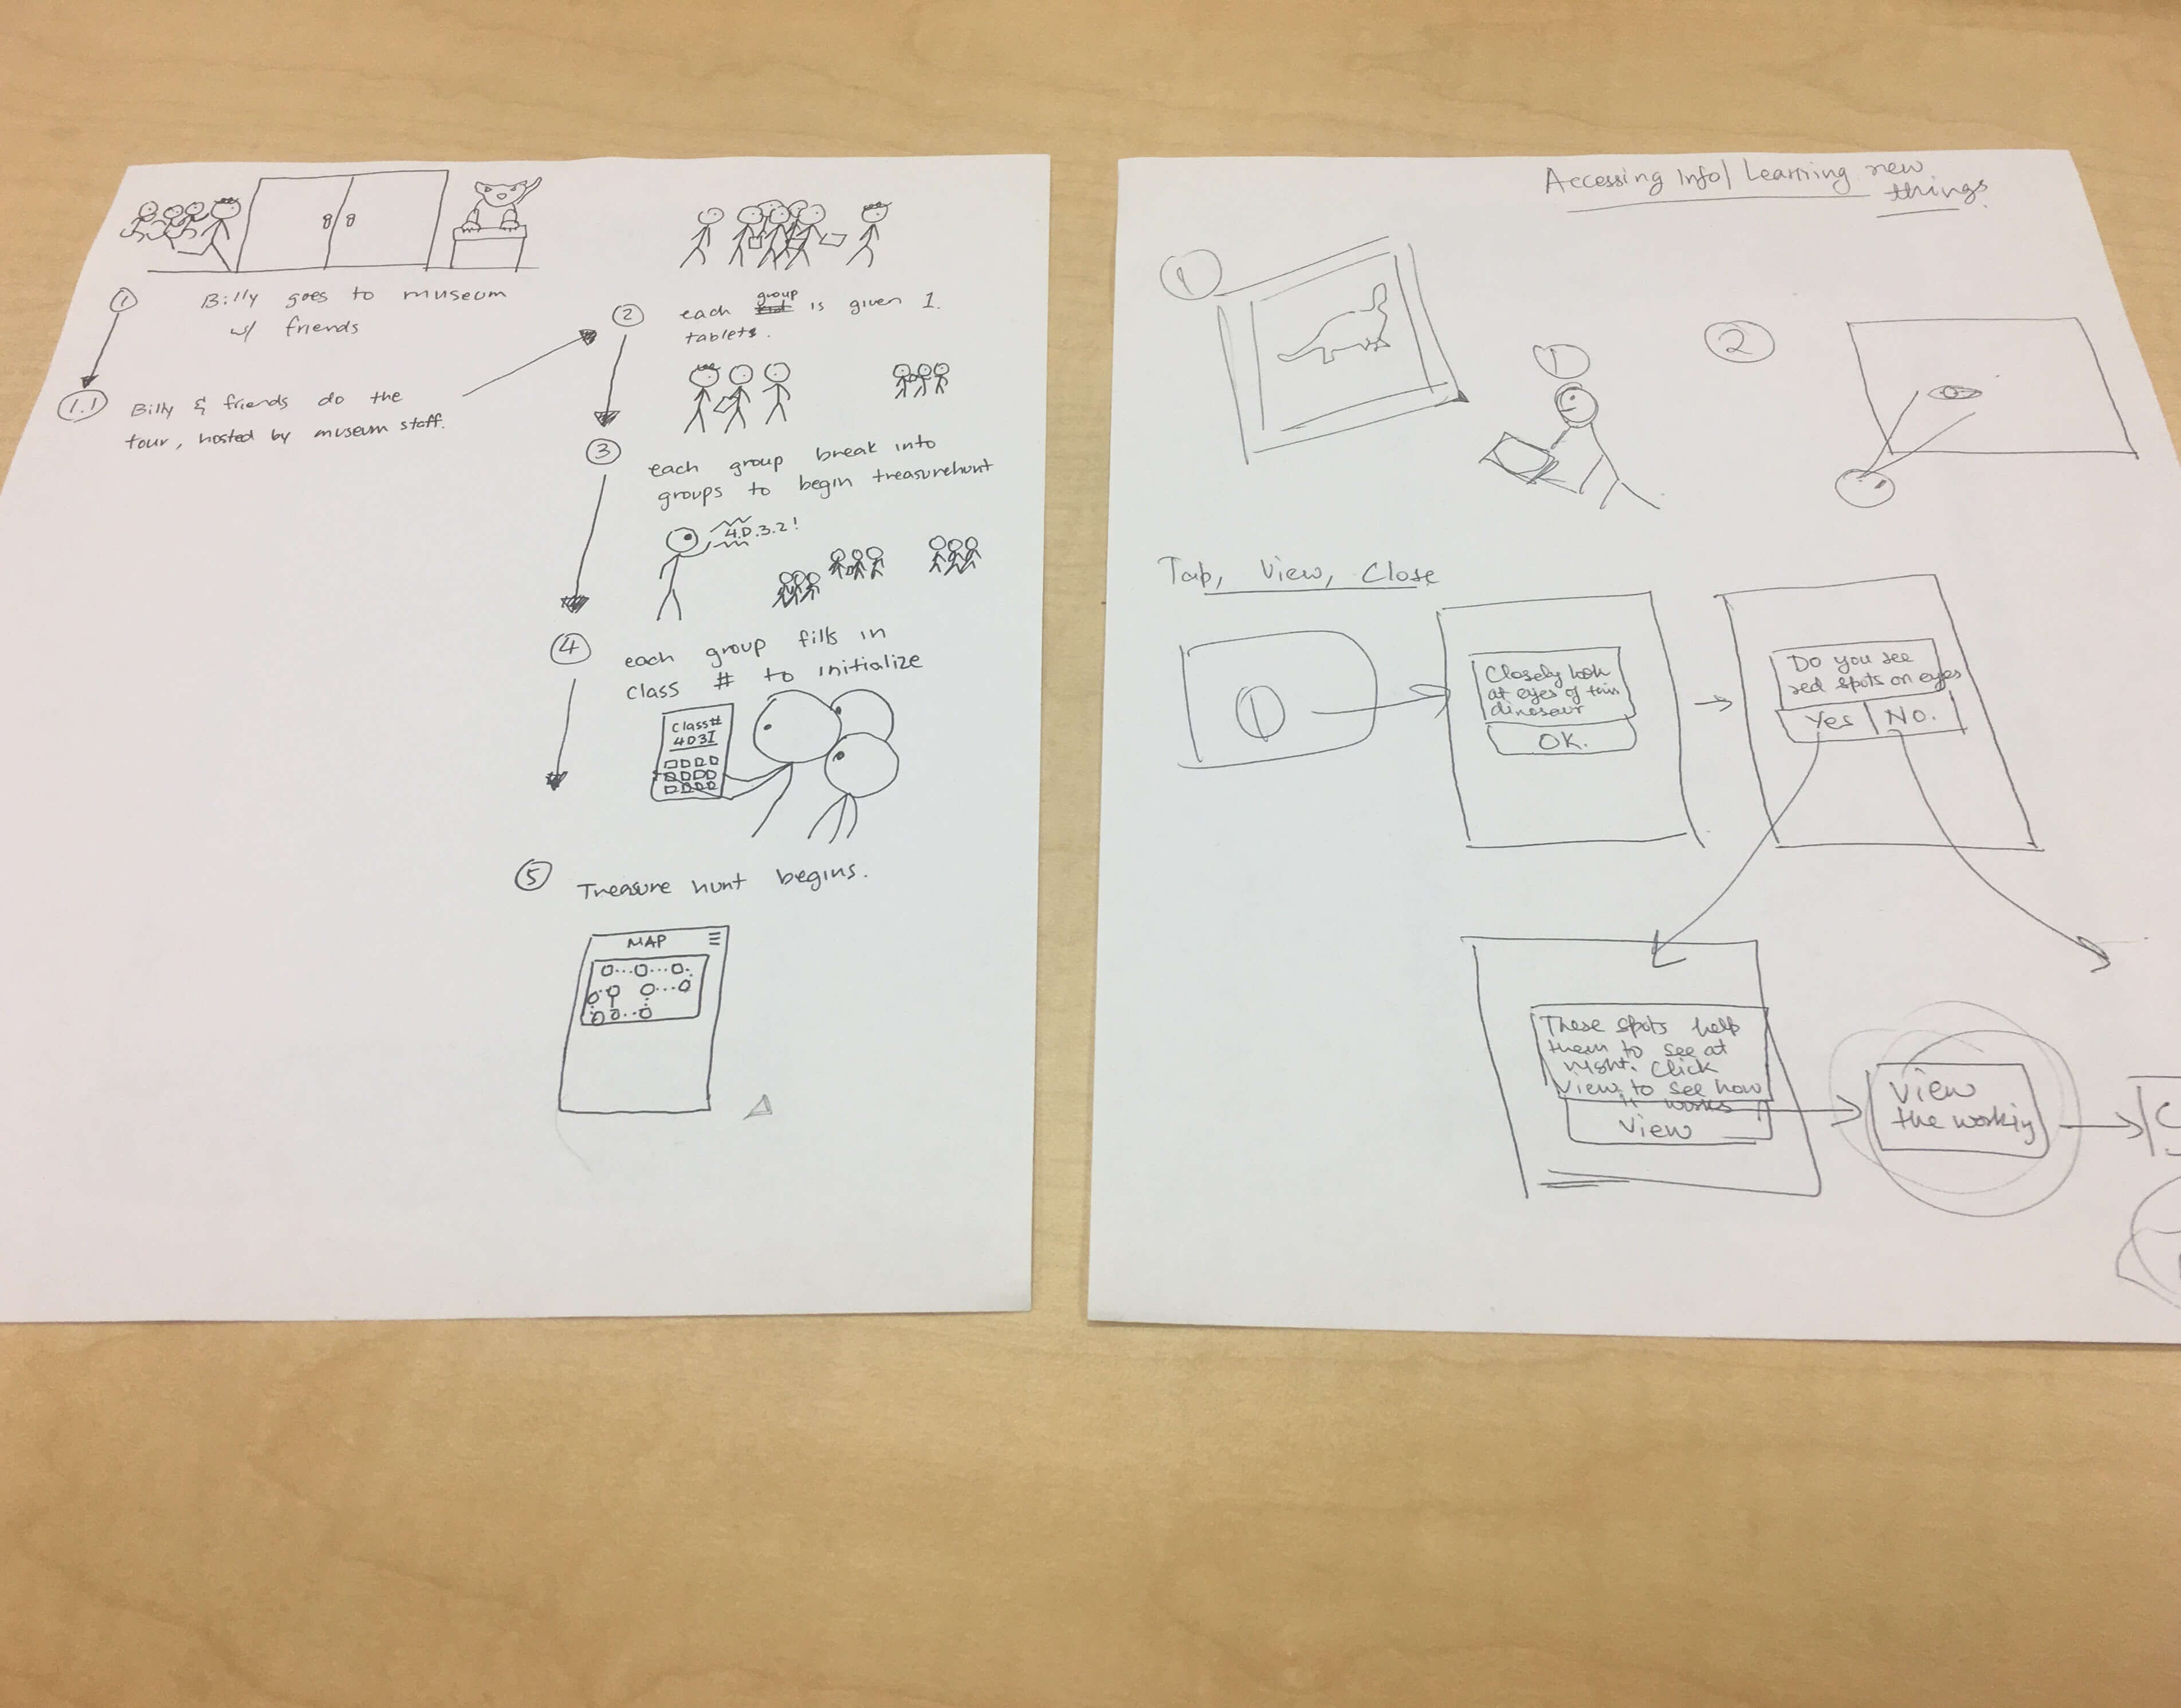 1
Billy goes to museum
w/ friends
1.1
Billy & friends do the
tour, hosted by museum staff.
2
each group is given 1.
tablets.
3
each group break into
groups to begin treasurehunt
4.D.3.2!
4
each group fills in
class # to initialize
Class#
4D3I
5
Treasure hunt begins.
MAP
Accessing Info| Learning new
things.
1
1
2
Tap, View, Close
1
Closely look
at eyes of this
dinosaur
OK.
Do you see
red spots on eyes
Yes | No.
These spots help
them to see at
night. Click
view to see how
it works
View
View
the working